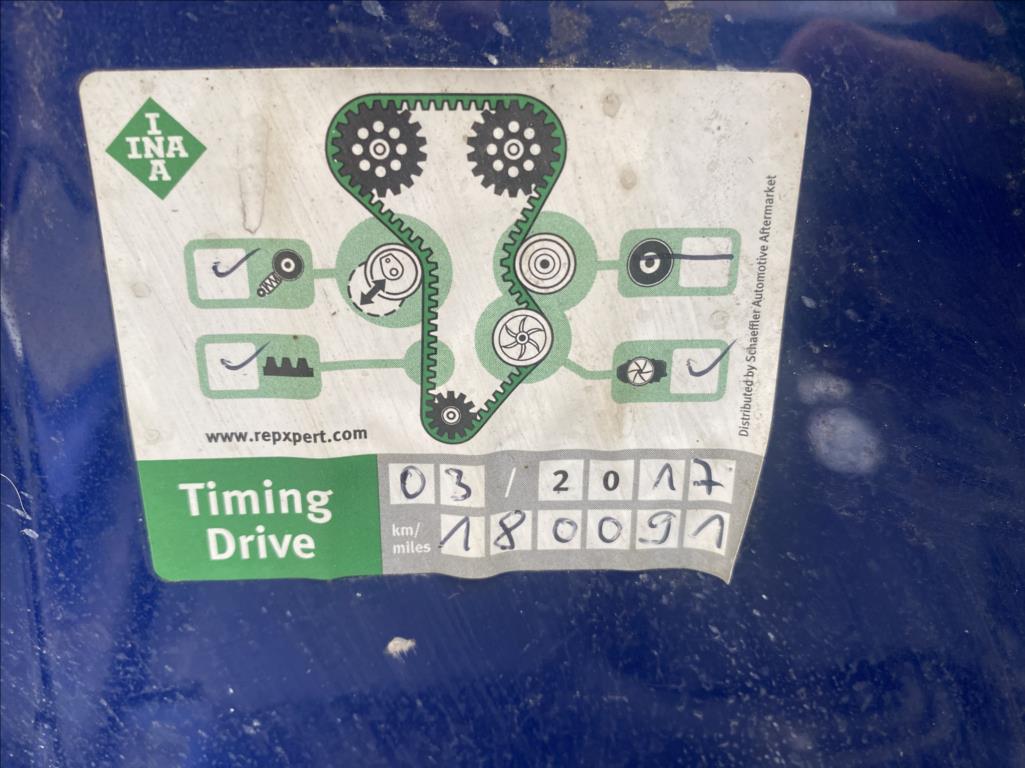 I
INA
A
Distributed by Schaeffler Automotive Aftermarket
www.repxpert.com
Timing
Drive
03 / 2017
km/
miles 180091